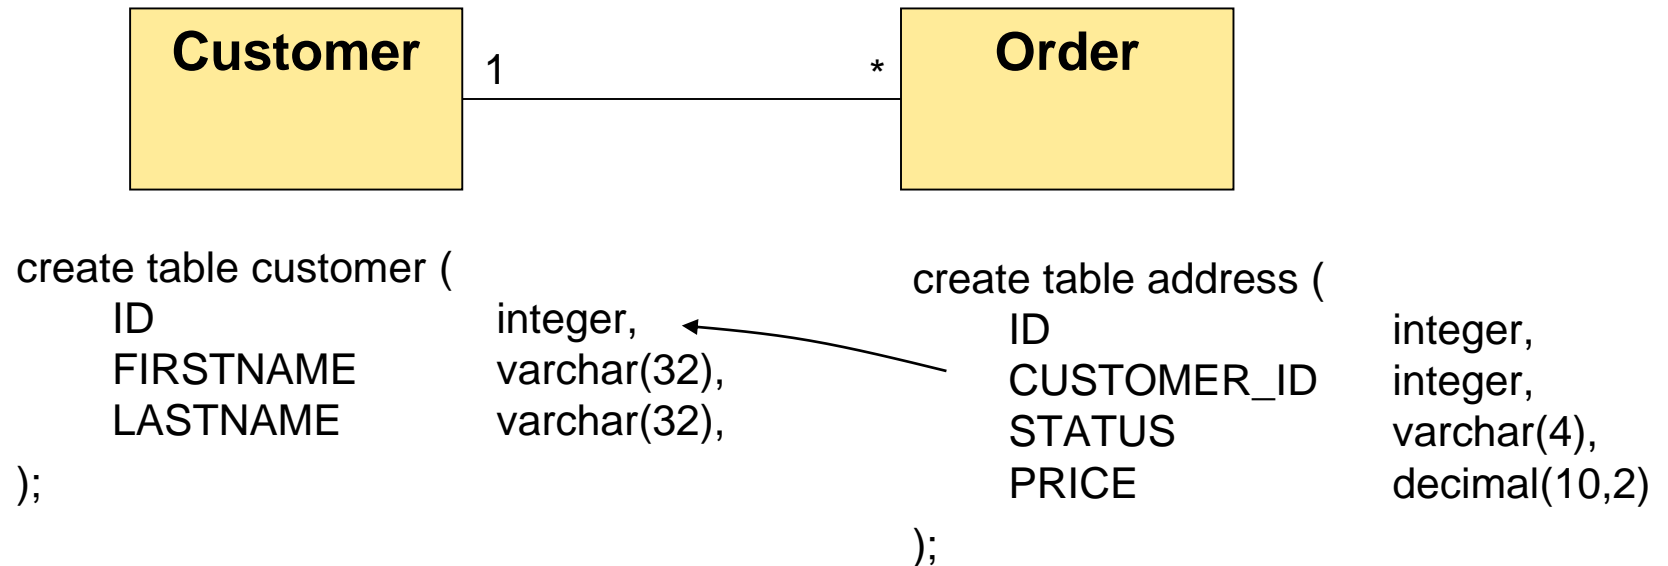 Customer
1
*
Order
create table customer (
ID integer,
FIRSTNAME varchar(32),
LASTNAME varchar(32),
);
create table address (
ID integer,
CUSTOMER_ID integer,
STATUS varchar(4),
PRICE decimal(10,2)
);